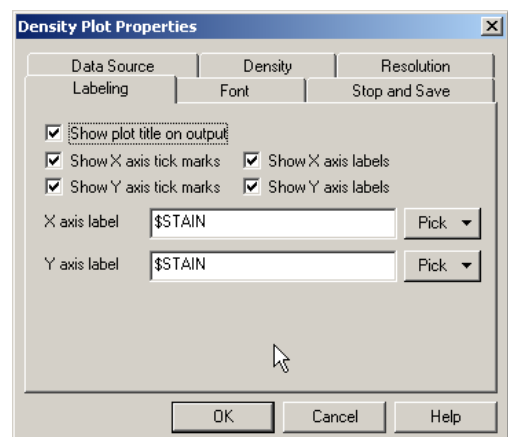 Density Plot Properties
Data Source Density Resolution
Labeling Font Stop and Save
Show plot title on output
Show X axis tick marks Show X axis labels
Show Y axis tick marks Show Y axis labels
X axis label $STAIN Pick
Y axis label $STAIN Pick
OK Cancel Help